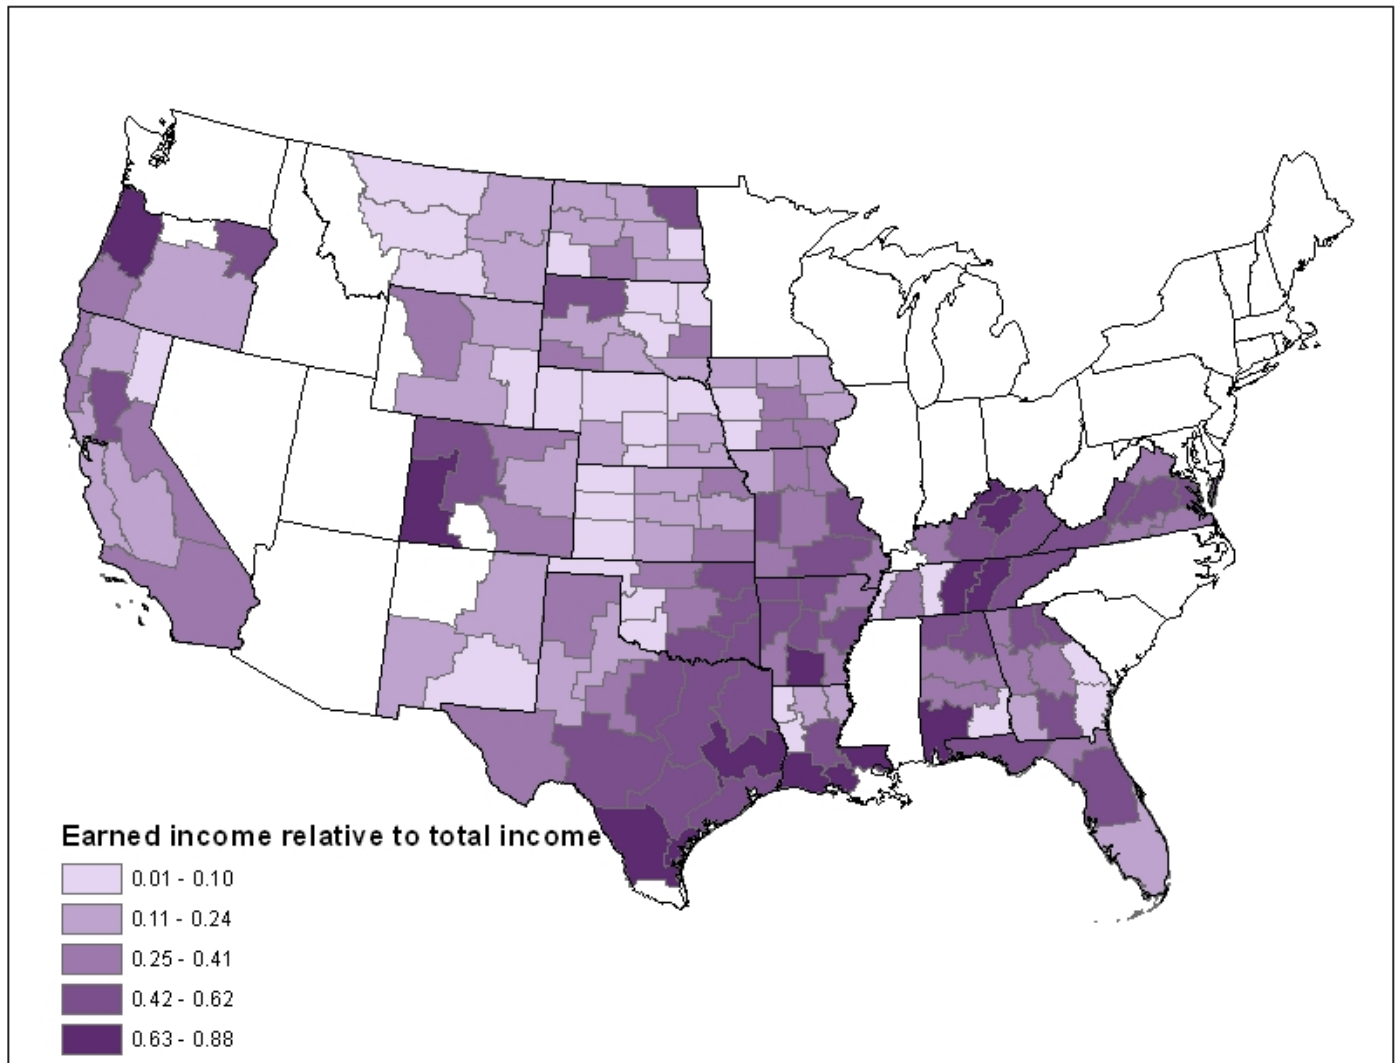 Earned income relative to total income
0.01 - 0.10
0.11 - 0.24
0.25 - 0.41
0.42 - 0.62
0.63 - 0.88